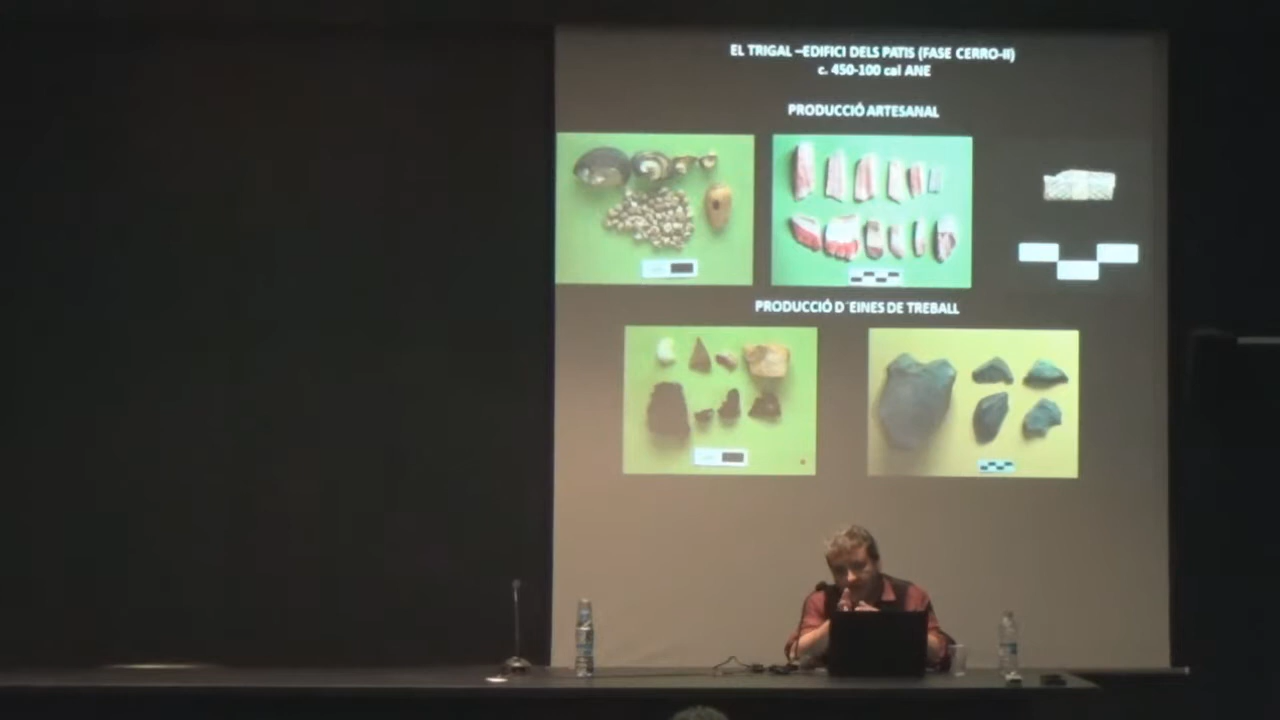 EL TRIGAL –EDIFICI DELS PATIS (FASE CERRO-II)
c. 450-100 cal ANE
PRODUCCIÓ ARTESANAL
PRODUCCIÓ D´EINES DE TREBALL